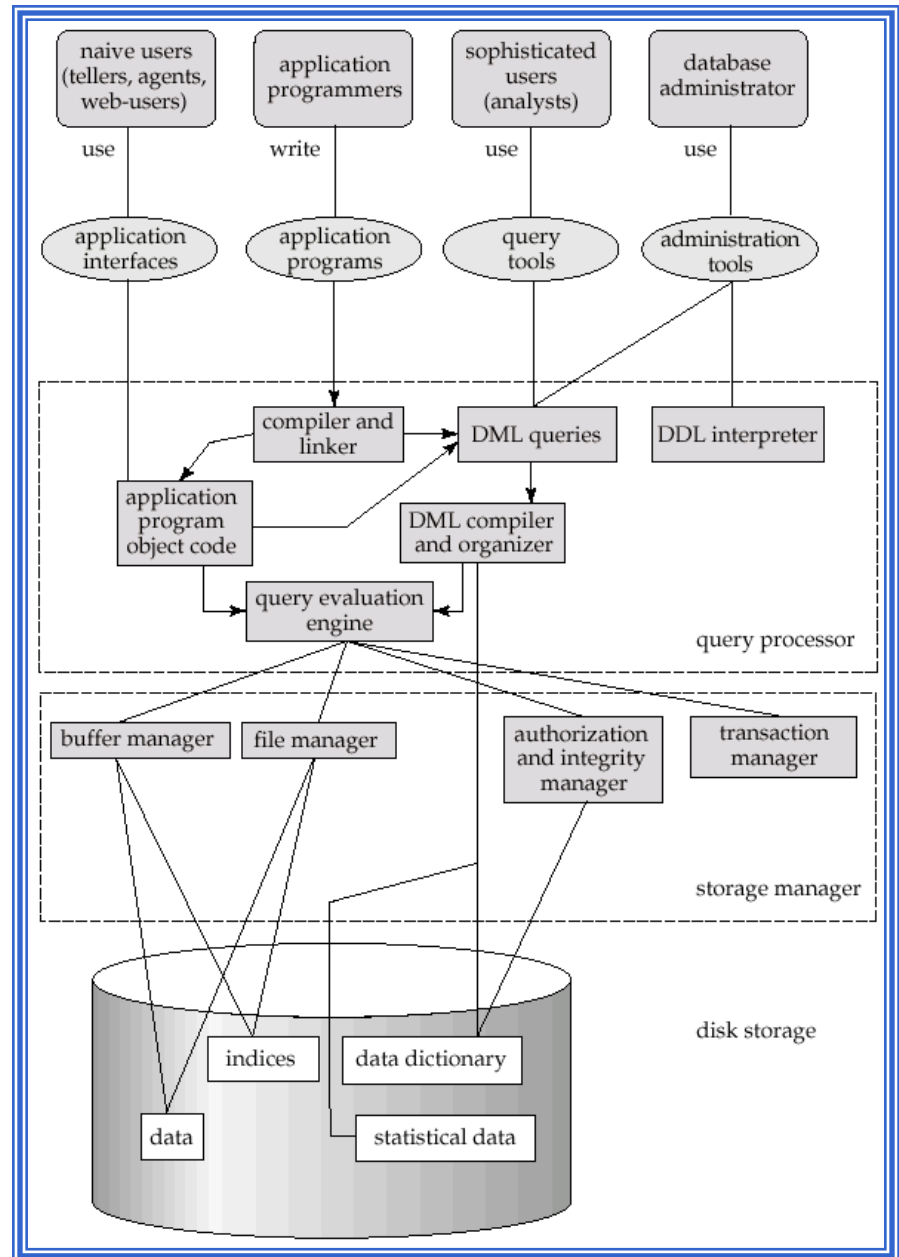 naive users
(tellers, agents,
web-users)
application
programmers
sophisticated
users
(analysts)
database
administrator
use
write
use
use
application
interfaces
application
programs
query
tools
administration
tools
compiler and
linker
DML queries
DDL interpreter
application
program
object code
DML compiler
and organizer
query evaluation
engine
query processor
buffer manager
file manager
authorization
and integrity
manager
transaction
manager
storage manager
disk storage
indices
data dictionary
data
statistical data